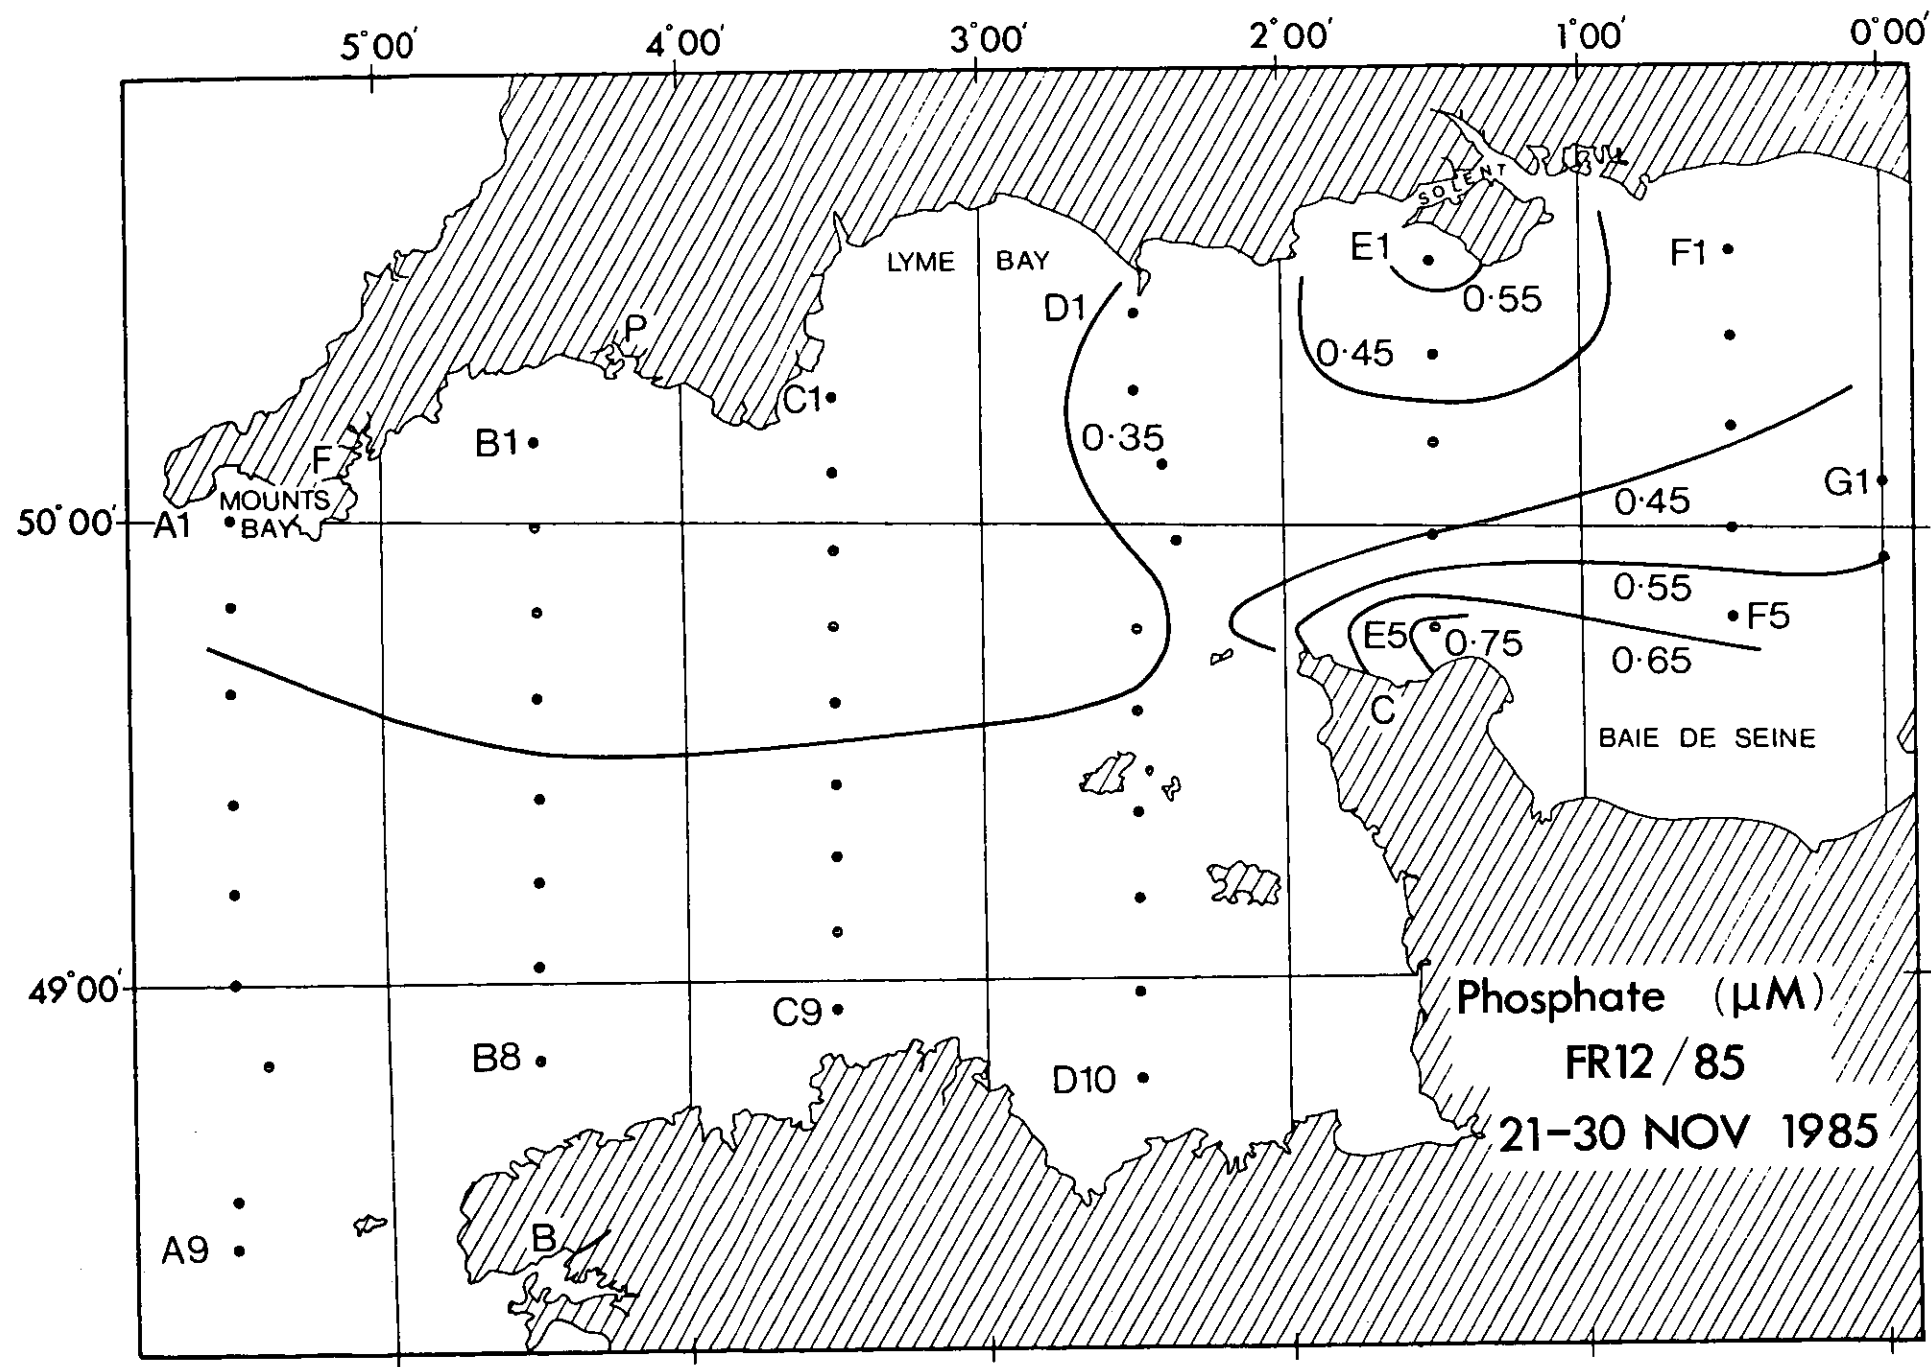 5°00' 4°00' 3°00' 2°00' 1°00' 0°00'
SOLENT
LYME BAY
E1
F1
0·55
D1
P
0·45
C1
0·35
B1
F
G1
MOUNTS
BAY
0·45
50°00'
A1
0·55
F5
E5
0·75
0·65
C
BAIE DE SEINE
49°00'
C9
Phosphate (µM)
B8
FR12/85
D10
21-30 NOV 1985
B
A9